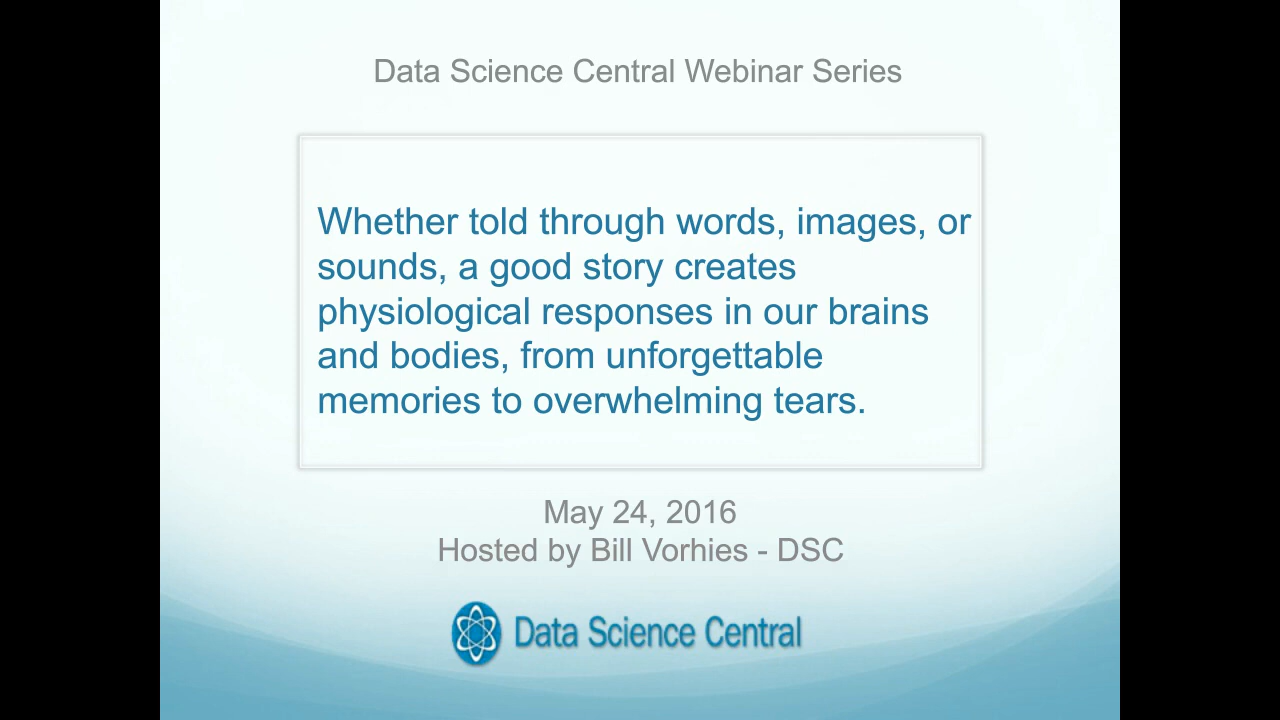 Data Science Central Webinar Series
Whether told through words, images, or
sounds, a good story creates
physiological responses in our brains
and bodies, from unforgettable
memories to overwhelming tears.
May 24, 2016
Hosted by Bill Vorhies - DSC
Data Science Central